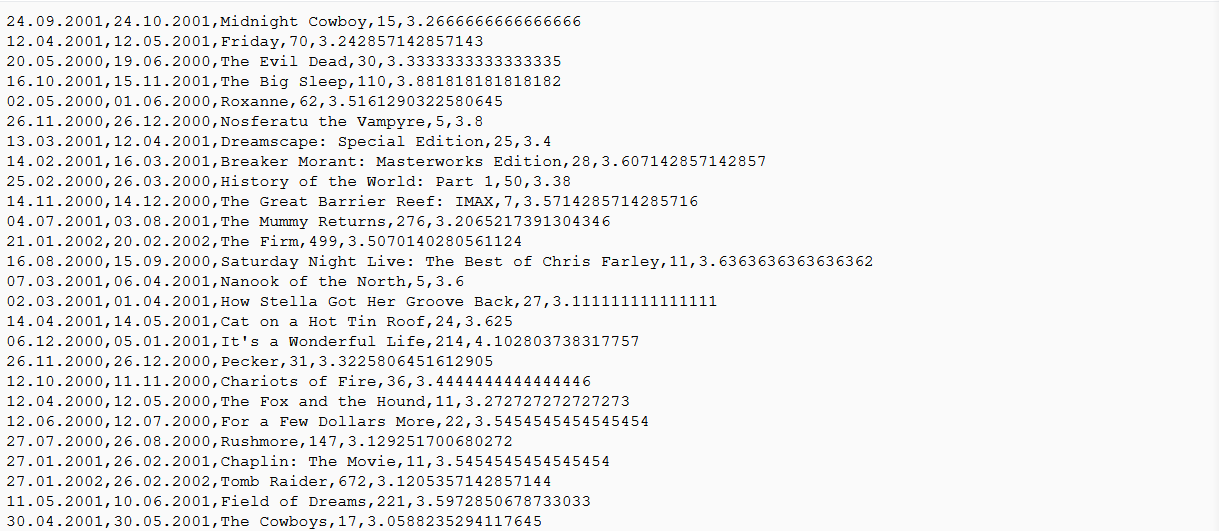 24.09.2001,24.10.2001,Midnight Cowboy,15,3.2666666666666666
12.04.2001,12.05.2001,Friday,70,3.242857142857143
20.05.2000,19.06.2000,The Evil Dead,30,3.3333333333333335
16.10.2001,15.11.2001,The Big Sleep,110,3.881818181818182
02.05.2000,01.06.2000,Roxanne,62,3.5161290322580645
26.11.2000,26.12.2000,Nosferatu the Vampyre,5,3.8
13.03.2001,12.04.2001,Dreamscape: Special Edition,25,3.4
14.02.2001,16.03.2001,Breaker Morant: Masterworks Edition,28,3.607142857142857
25.02.2000,26.03.2000,History of the World: Part 1,50,3.38
14.11.2000,14.12.2000,The Great Barrier Reef: IMAX,7,3.5714285714285716
04.07.2001,03.08.2001,The Mummy Returns,276,3.2065217391304346
21.01.2002,20.02.2002,The Firm,499,3.5070140280561124
16.08.2000,15.09.2000,Saturday Night Live: The Best of Chris Farley,11,3.6363636363636362
07.03.2001,06.04.2001,Nanook of the North,5,3.6
02.03.2001,01.04.2001,How Stella Got Her Groove Back,27,3.111111111111111
14.04.2001,14.05.2001,Cat on a Hot Tin Roof,24,3.625
06.12.2000,05.01.2001,It's a Wonderful Life,214,4.102803738317757
26.11.2000,26.12.2000,Pecker,31,3.3225806451612905
12.10.2000,11.11.2000,Chariots of Fire,36,3.4444444444444446
12.04.2000,12.05.2000,The Fox and the Hound,11,3.272727272727273
12.06.2000,12.07.2000,For a Few Dollars More,22,3.5454545454545454
27.07.2000,26.08.2000,Rushmore,147,3.129251700680272
27.01.2001,26.02.2001,Chaplin: The Movie,11,3.5454545454545454
27.01.2002,26.02.2002,Tomb Raider,672,3.1205357142857144
11.05.2001,10.06.2001,Field of Dreams,221,3.5972850678733033
30.04.2001,30.05.2001,The Cowboys,17,3.0588235294117645